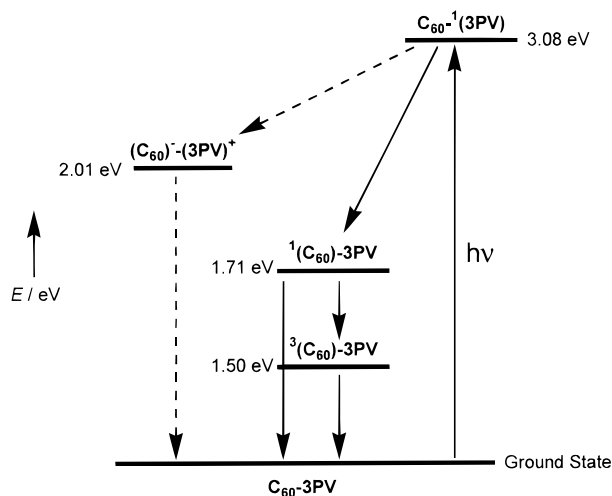 C₆₀-¹(3PV)
3.08 eV
(C₆₀)⁻-(3PV)⁺
2.01 eV
¹(C₆₀)-3PV
1.71 eV
hν
E / eV
³(C₆₀)-3PV
1.50 eV
Ground State
C₆₀-3PV